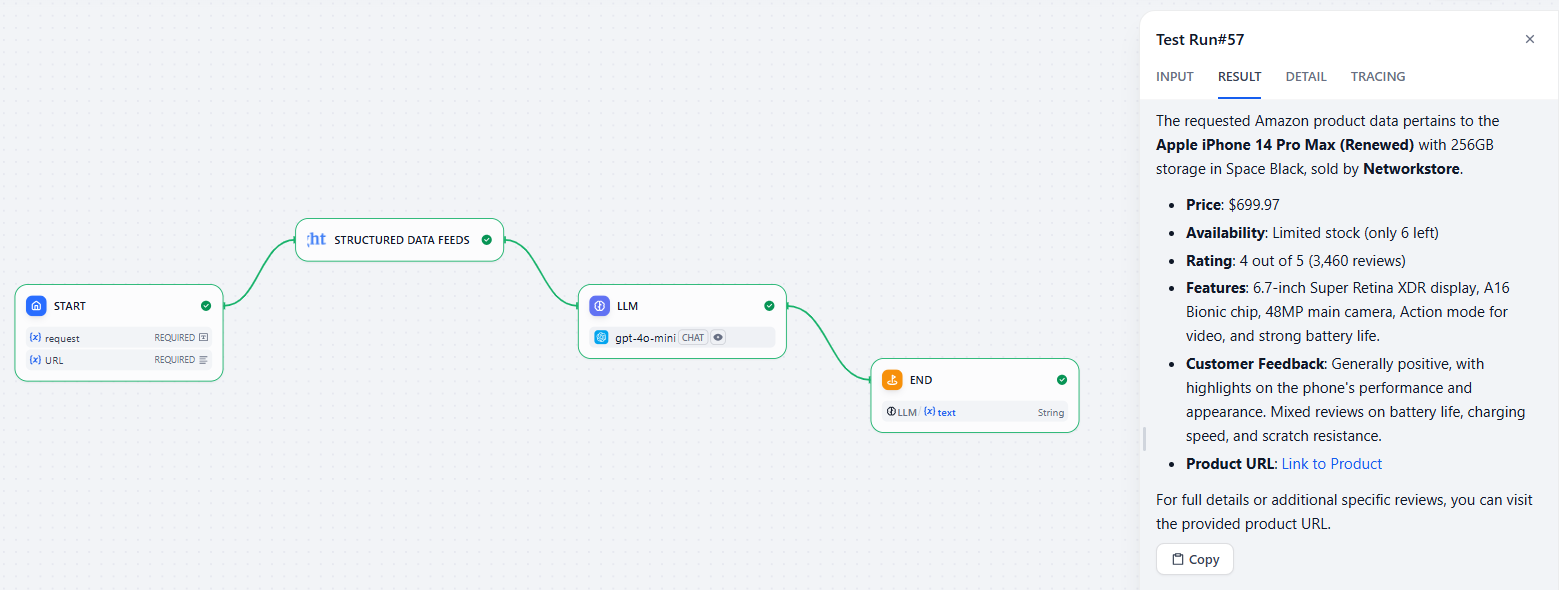 STRUCTURED DATA FEEDS
START
{x} request REQUIRED
{x} URL REQUIRED
LLM
gpt-4o-mini CHAT
END
LLM / {x} text String
Test Run#57
INPUT RESULT DETAIL TRACING
The requested Amazon product data pertains to the
Apple iPhone 14 Pro Max (Renewed) with 256GB
storage in Space Black, sold by Networkstore.
• Price: $699.97
• Availability: Limited stock (only 6 left)
• Rating: 4 out of 5 (3,460 reviews)
• Features: 6.7-inch Super Retina XDR display, A16
Bionic chip, 48MP main camera, Action mode for
video, and strong battery life.
• Customer Feedback: Generally positive, with
highlights on the phone's performance and
appearance. Mixed reviews on battery life, charging
speed, and scratch resistance.
• Product URL: Link to Product
For full details or additional specific reviews, you can visit
the provided product URL.
Copy